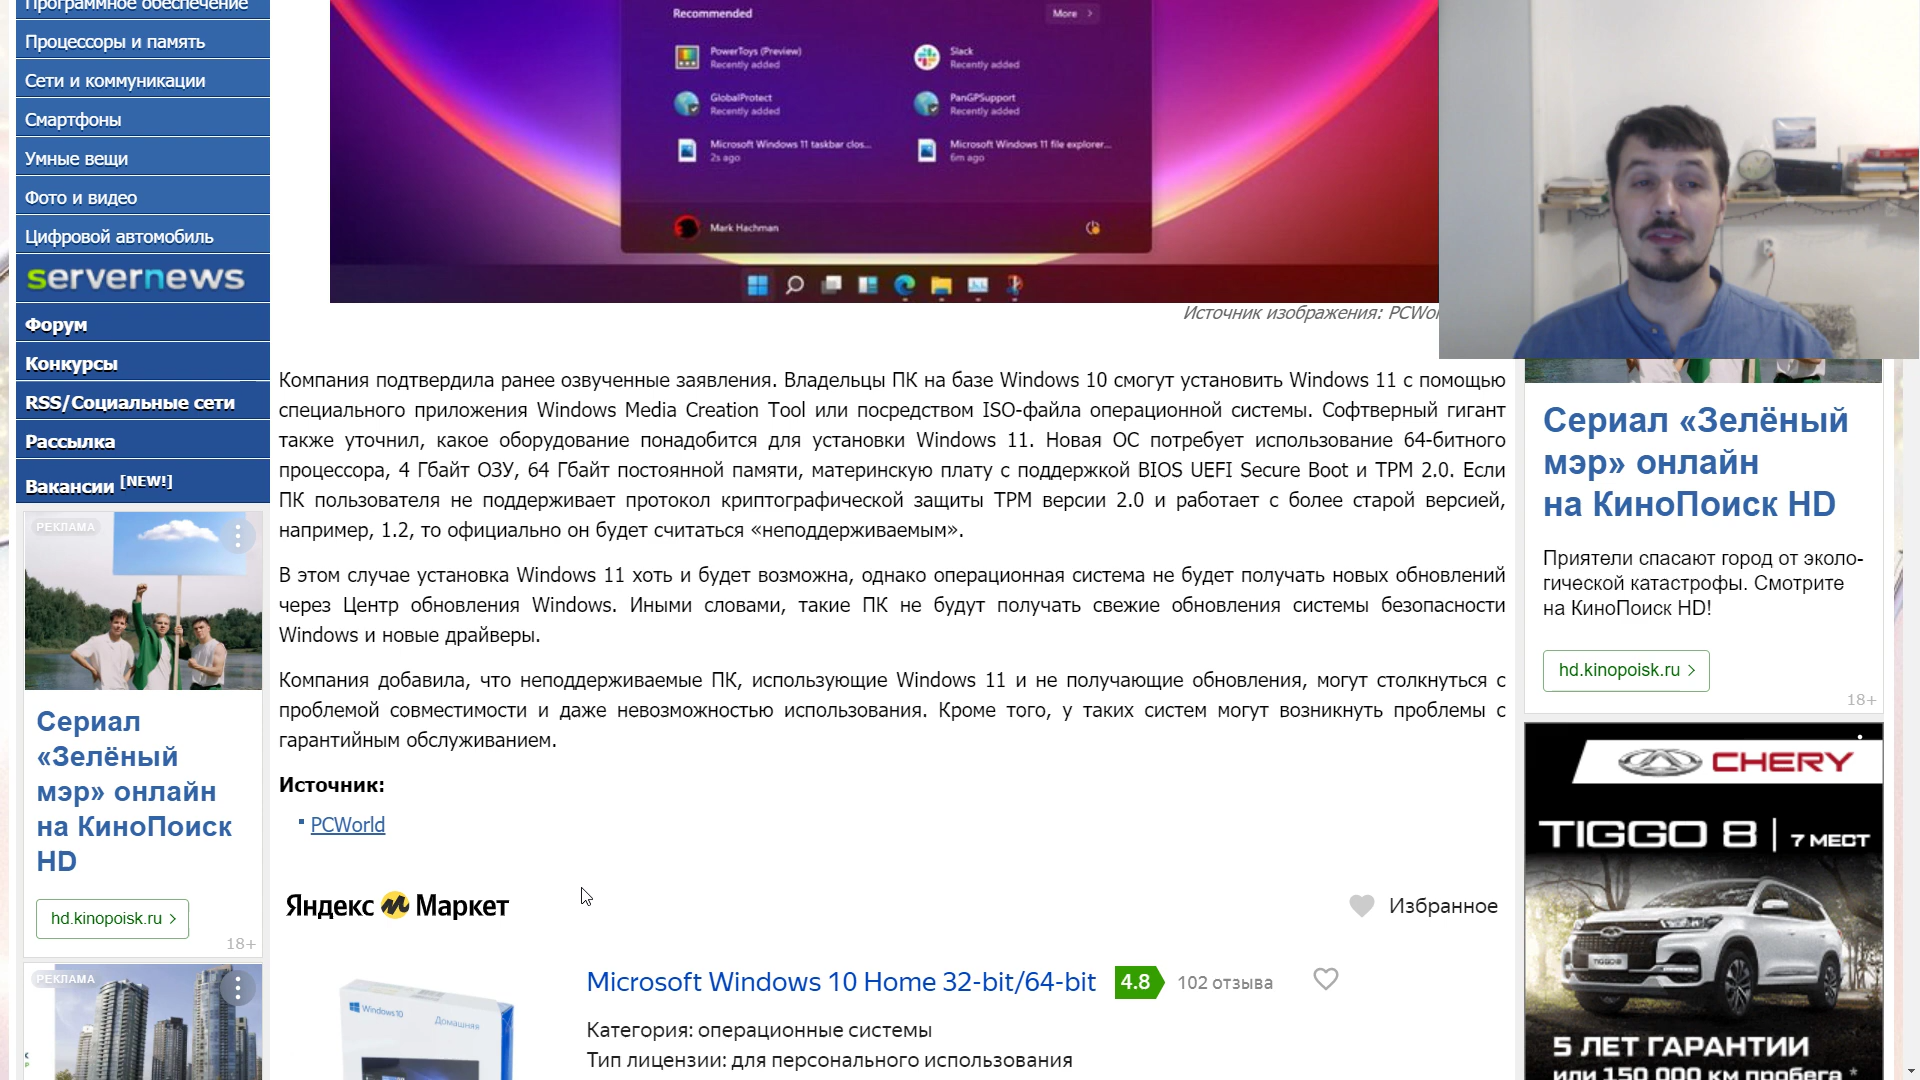 Программное обеспечение
Процессоры и память
Сети и коммуникации
Смартфоны
Умные вещи
Фото и видео
Цифровой автомобиль
servernews
Форум
Конкурсы
RSS/Социальные сети
Рассылка
Вакансии [NEW!]
РЕКЛАМА
Сериал
«Зелёный
мэр» онлайн
на КиноПоиск
HD
hd.kinopoisk.ru
18+
РЕКЛАМА
Recommended
More
PowerToys (Preview)
Recently added
Slack
Recently added
GlobalProtect
Recently added
PanGPSupport
Recently added
Microsoft Windows 11 taskbar clos...
2s ago
Microsoft Windows 11 file explorer...
6m ago
Mark Hachman
Источник изображения: PCWor
Компания подтвердила ранее озвученные заявления. Владельцы ПК на базе Windows 10 смогут установить Windows 11 с помощью
специального приложения Windows Media Creation Tool или посредством ISO-файла операционной системы. Софтверный гигант
также уточнил, какое оборудование понадобится для установки Windows 11. Новая ОС потребует использование 64-битного
процессора, 4 Гбайт ОЗУ, 64 Гбайт постоянной памяти, материнскую плату с поддержкой BIOS UEFI Secure Boot и TPM 2.0. Если
ПК пользователя не поддерживает протокол криптографической защиты TPM версии 2.0 и работает с более старой версией,
например, 1.2, то официально он будет считаться «неподдерживаемым».
В этом случае установка Windows 11 хоть и будет возможна, однако операционная система не будет получать новых обновлений
через Центр обновления Windows. Иными словами, такие ПК не будут получать свежие обновления системы безопасности
Windows и новые драйверы.
Компания добавила, что неподдерживаемые ПК, использующие Windows 11 и не получающие обновления, могут столкнуться с
проблемой совместимости и даже невозможностью использования. Кроме того, у таких систем могут возникнуть проблемы с
гарантийным обслуживанием.
Источник:
PCWorld
Яндекс Маркет
Избранное
Windows 10
Домашняя
Microsoft Windows 10 Home 32-bit/64-bit
4.8
102 отзыва
Категория: операционные системы
Тип лицензии: для персонального использования
Сериал «Зелёный
мэр» онлайн
на КиноПоиск HD
Приятели спасают город от эколо-
гической катастрофы. Смотрите
на КиноПоиск HD!
hd.kinopoisk.ru
18+
CHERY
TIGGO 8 | 7 МЕСТ
TIGGO 8
5 ЛЕТ ГАРАНТИИ
или 150 000 км пробега *